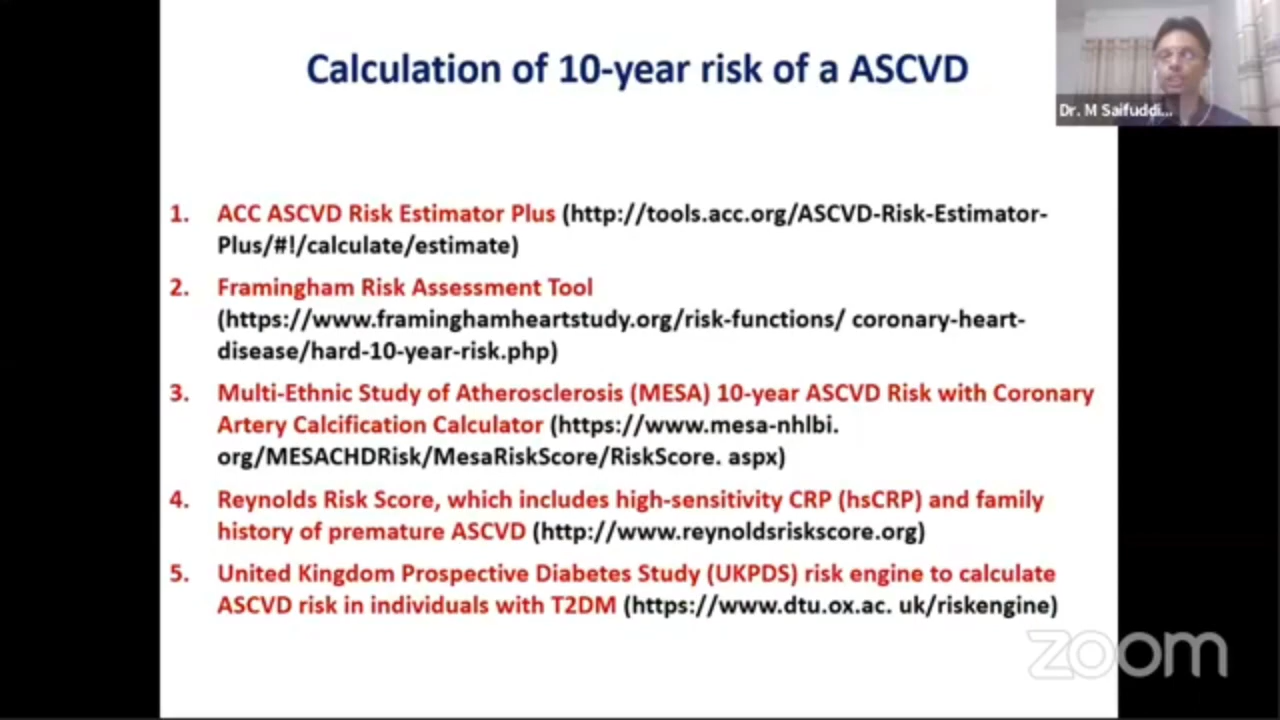 Calculation of 10-year risk of a ASCVD
Dr. M Saifuddi...
1. ACC ASCVD Risk Estimator Plus (http://tools.acc.org/ASCVD-Risk-Estimator-
Plus/#!/calculate/estimate)
2. Framingham Risk Assessment Tool
(https://www.framinghamheartstudy.org/risk-functions/ coronary-heart-
disease/hard-10-year-risk.php)
3. Multi-Ethnic Study of Atherosclerosis (MESA) 10-year ASCVD Risk with Coronary
Artery Calcification Calculator (https://www.mesa-nhlbi.
org/MESACHDRisk/MesaRiskScore/RiskScore. aspx)
4. Reynolds Risk Score, which includes high-sensitivity CRP (hsCRP) and family
history of premature ASCVD (http://www.reynoldsriskscore.org)
5. United Kingdom Prospective Diabetes Study (UKPDS) risk engine to calculate
ASCVD risk in individuals with T2DM (https://www.dtu.ox.ac. uk/riskengine)
zoom